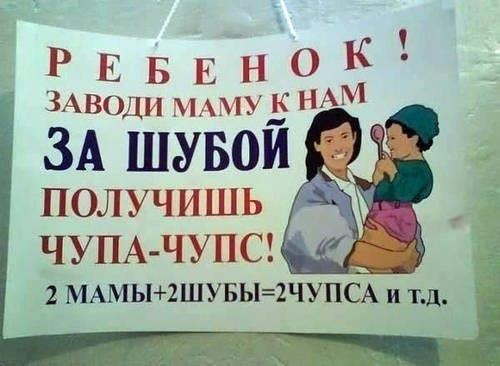 РЕБЕНОК!
ЗАВОДИ МАМУ К НАМ
ЗА ШУБОЙ
ПОЛУЧИШЬ
ЧУПА-ЧУПС!
2 МАМЫ+2ШУБЫ=2ЧУПСА и т.д.